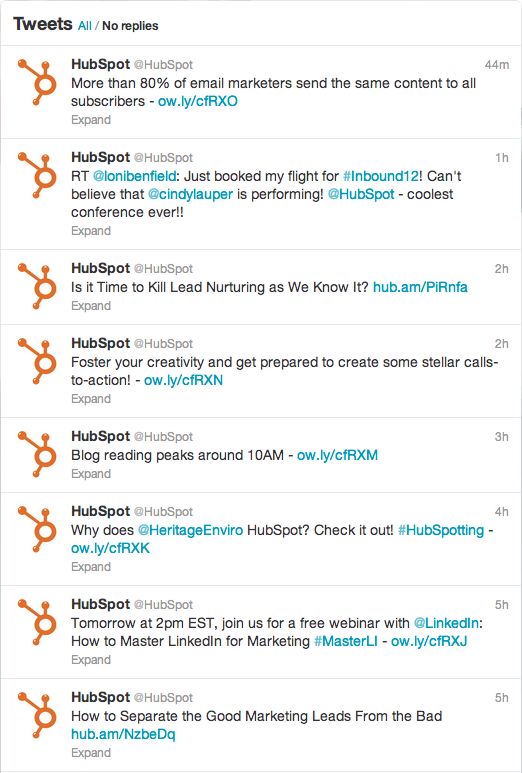 Tweets All / No replies
HubSpot @HubSpot 44m
More than 80% of email marketers send the same content to all
subscribers - ow.ly/cfRXO
Expand
HubSpot @HubSpot 1h
RT @lonibenfield: Just booked my flight for #Inbound12! Can't
believe that @cindylauper is performing! @HubSpot - coolest
conference ever!!
Expand
HubSpot @HubSpot 2h
Is it Time to Kill Lead Nurturing as We Know It? hub.am/PiRnfa
Expand
HubSpot @HubSpot 2h
Foster your creativity and get prepared to create some stellar calls-
to-action! - ow.ly/cfRXN
Expand
HubSpot @HubSpot 3h
Blog reading peaks around 10AM - ow.ly/cfRXM
Expand
HubSpot @HubSpot 4h
Why does @HeritageEnviro HubSpot? Check it out! #HubSpotting -
ow.ly/cfRXK
Expand
HubSpot @HubSpot 5h
Tomorrow at 2pm EST, join us for a free webinar with @LinkedIn:
How to Master LinkedIn for Marketing #MasterLI - ow.ly/cfRXJ
Expand
HubSpot @HubSpot 5h
How to Separate the Good Marketing Leads From the Bad
hub.am/NzbeDq
Expand